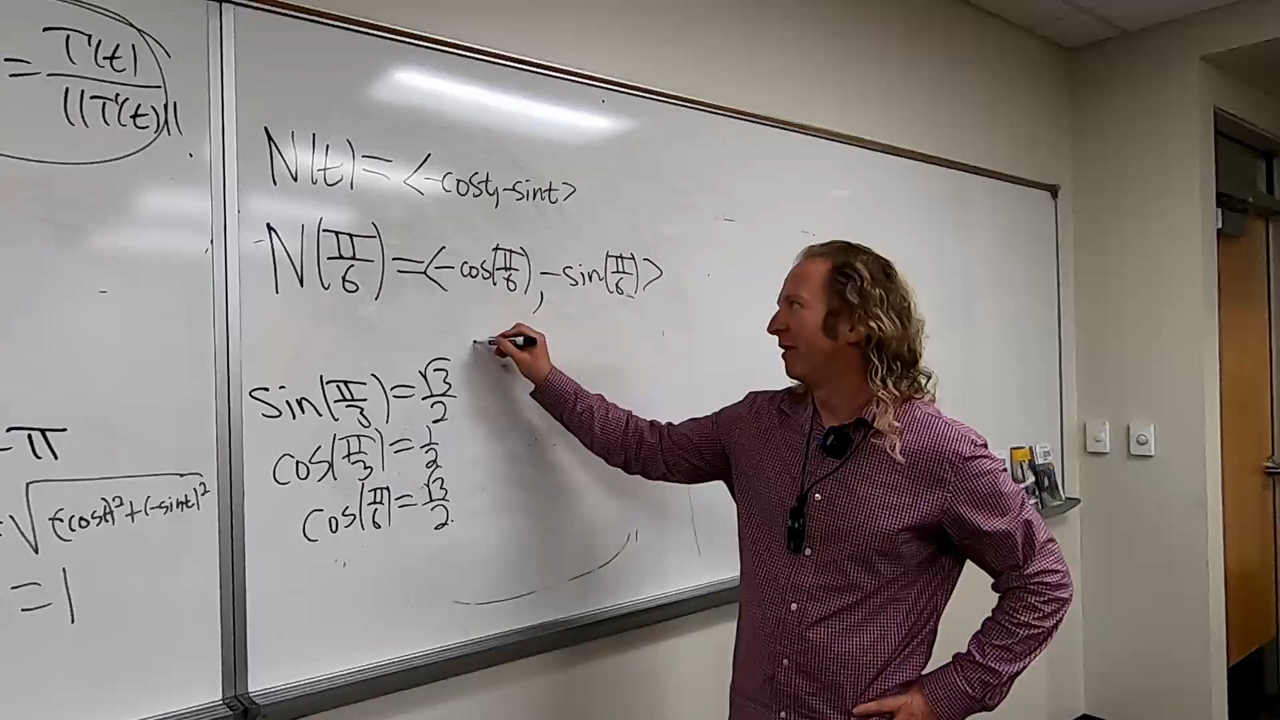 = T'(t) / ||T'(t)||
-π
√(-cost)²+(-sint)²
=1
N(t)=<-cost,-sint>
N(π/6)=<-cos(π/6), -sin(π/6)>
sin(π/3)=√3/2
cos(π/3)=1/2
cos(π/6)=√3/2